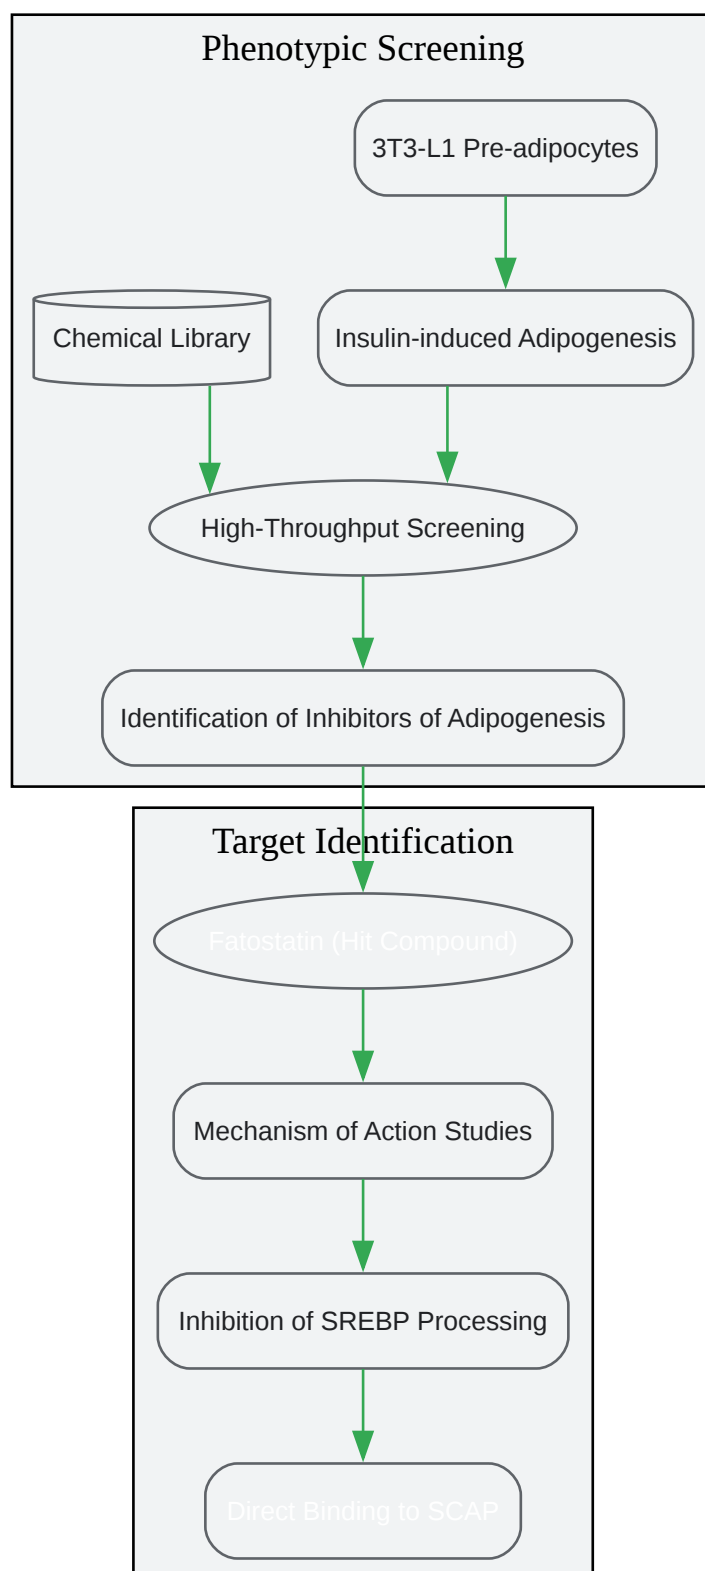 Phenotypic Screening
3T3-L1 Pre-adipocytes
Chemical Library
Insulin-induced Adipogenesis
High-Throughput Screening
Identification of Inhibitors of Adipogenesis
Target Identification
Fatostatin (Hit Compound)
Mechanism of Action Studies
Inhibition of SREBP Processing
Direct Binding to SCAP